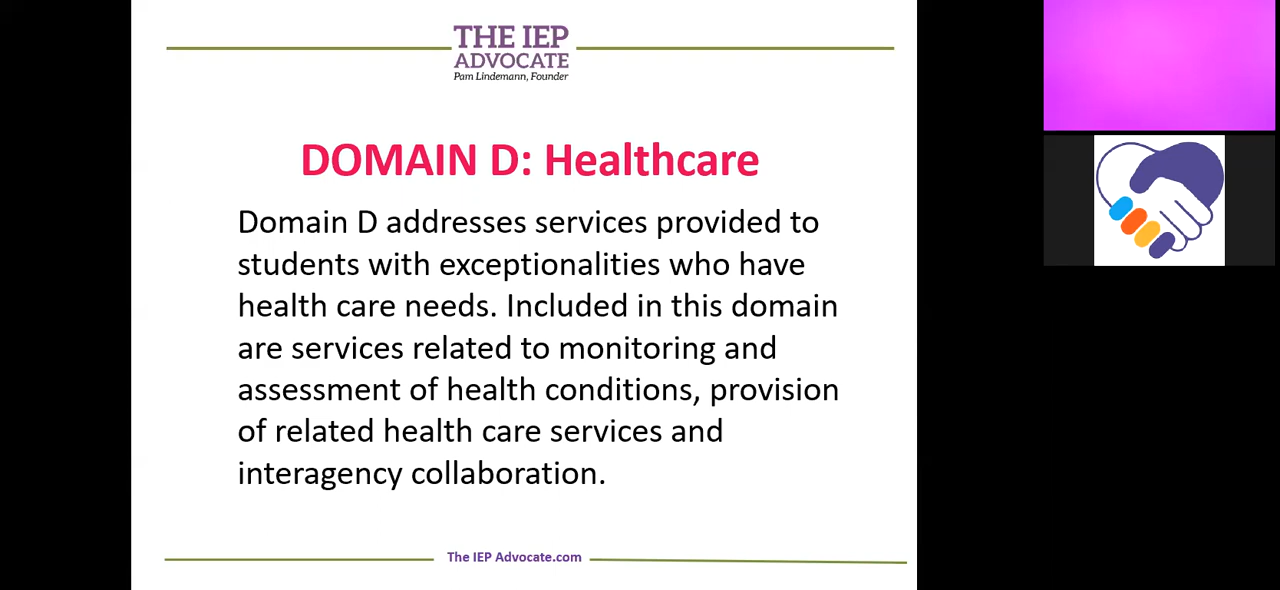 THE IEP
ADVOCATE
Pam Lindemann, Founder
DOMAIN D: Healthcare
Domain D addresses services provided to
students with exceptionalities who have
health care needs. Included in this domain
are services related to monitoring and
assessment of health conditions, provision
of related health care services and
interagency collaboration.
The IEP Advocate.com